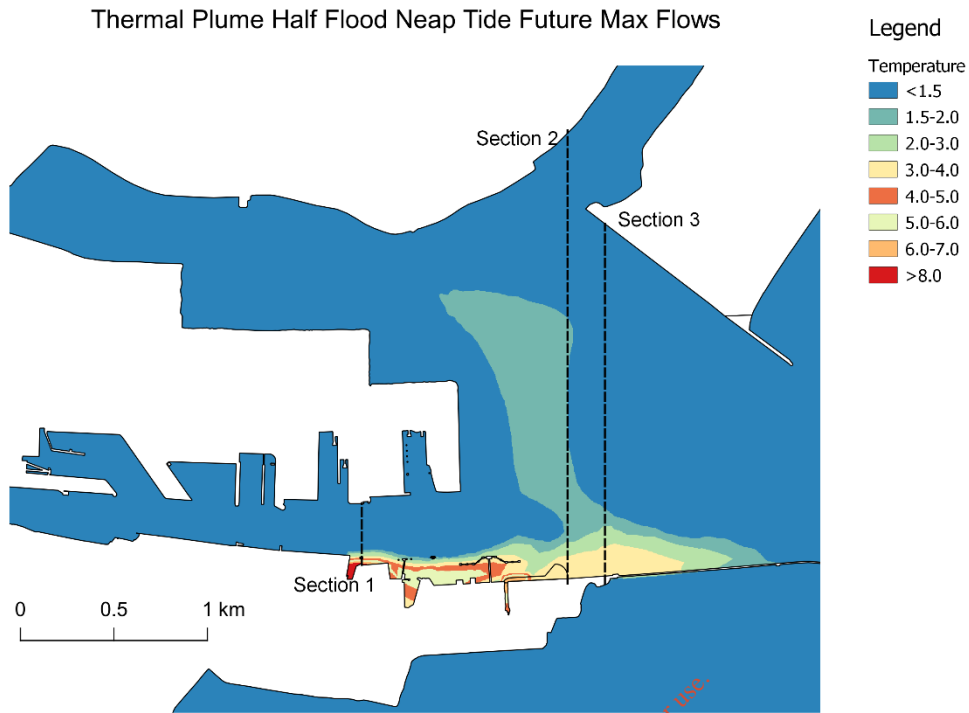 Thermal Plume Half Flood Neap Tide Future Max Flows
Legend
Temperature
<1.5
1.5-2.0
2.0-3.0
3.0-4.0
4.0-5.0
5.0-6.0
6.0-7.0
>8.0
Section 2
Section 3
Section 1
0 0.5 1 km
use.